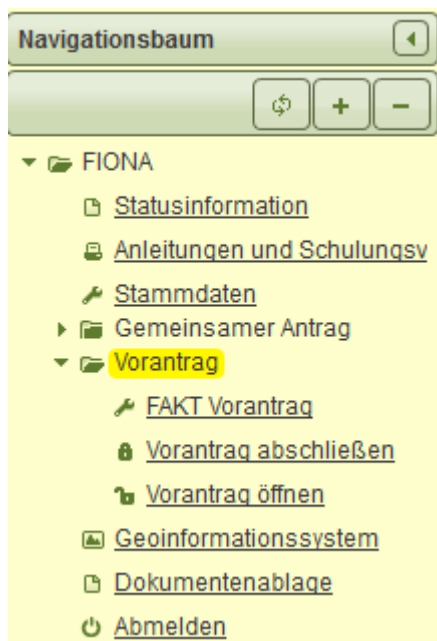 Navigationsbaum
FIONA
Statusinformation
Anleitungen und Schulungsv
Stammdaten
Gemeinsamer Antrag
Vorantrag
FAKT Vorantrag
Vorantrag abschließen
Vorantrag öffnen
Geoinformationssystem
Dokumentenablage
Abmelden